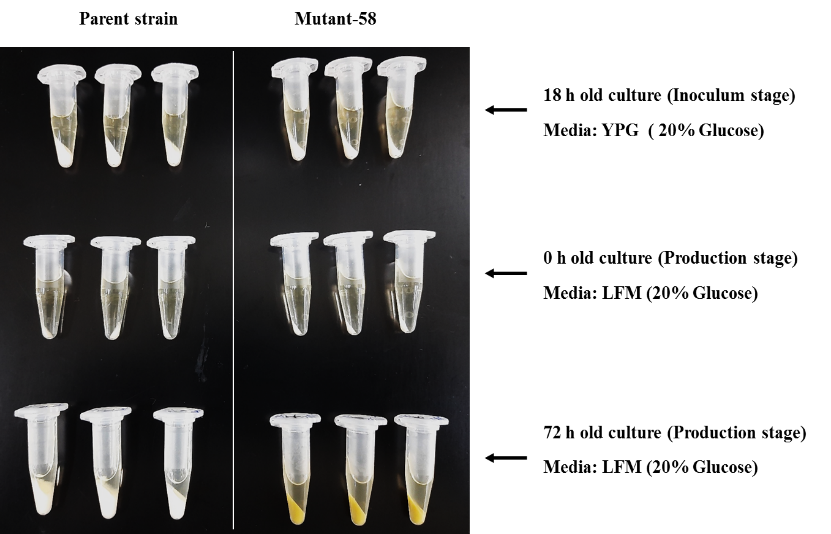 Parent strain
Mutant-58
18 h old culture (Inoculum stage)
Media: YPG ( 20% Glucose)
0 h old culture (Production stage)
Media: LFM (20% Glucose)
72 h old culture (Production stage)
Media: LFM (20% Glucose)